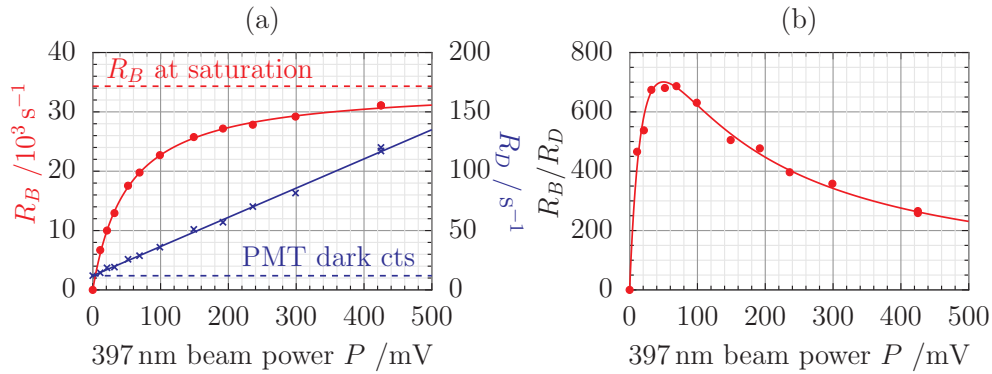 (a)
40
30
20
10
0
R_B /10³ s⁻¹
R_B at saturation
PMT dark cts
200
150
100
50
0
R_D / s⁻¹
0 100 200 300 400 500
397 nm beam power P /mV
(b)
800
600
400
200
0
R_B/R_D
0 100 200 300 400 500
397 nm beam power P /mV